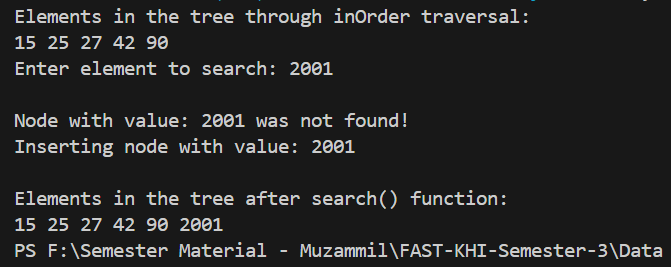 Elements in the tree through inOrder traversal:
15 25 27 42 90
Enter element to search: 2001
Node with value: 2001 was not found!
Inserting node with value: 2001
Elements in the tree after search() function:
15 25 27 42 90 2001
PS F:\Semester Material - Muzammil\FAST-KHI-Semester-3\Data